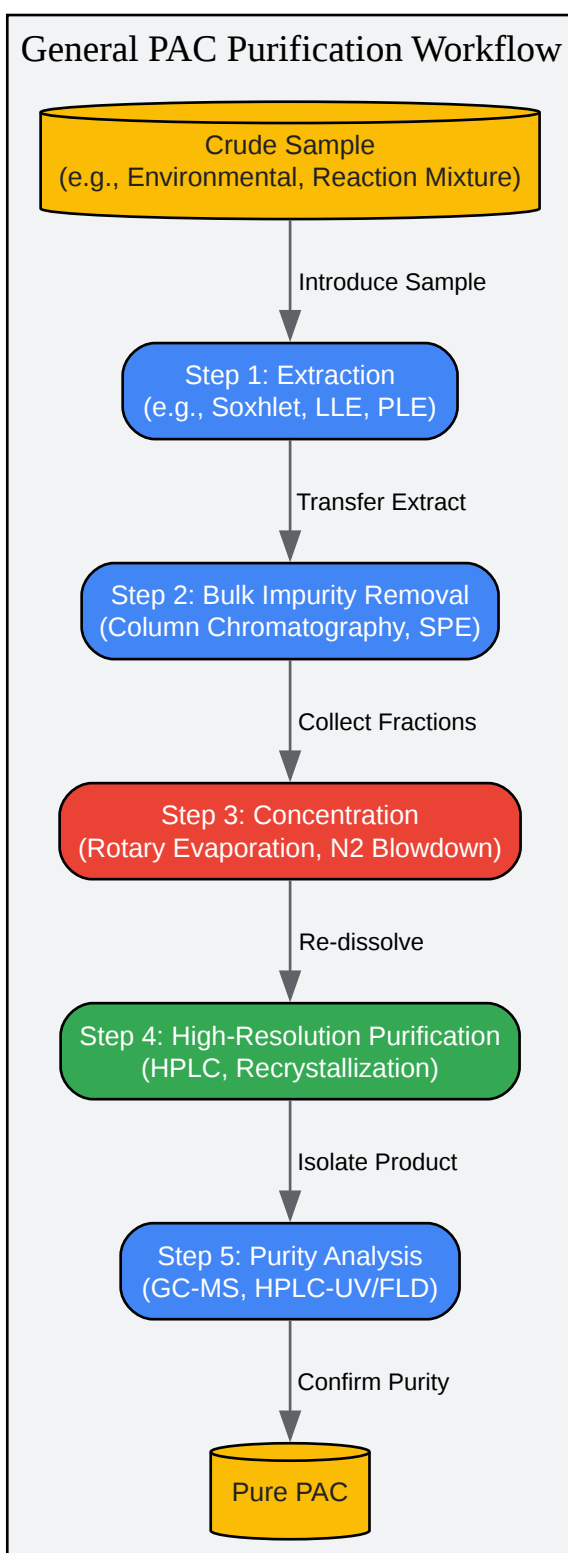 General PAC Purification Workflow
Crude Sample
(e.g., Environmental, Reaction Mixture)
Introduce Sample
Step 1: Extraction
(e.g., Soxhlet, LLE, PLE)
Transfer Extract
Step 2: Bulk Impurity Removal
(Column Chromatography, SPE)
Collect Fractions
Step 3: Concentration
(Rotary Evaporation, N2 Blowdown)
Re-dissolve
Step 4: High-Resolution Purification
(HPLC, Recrystallization)
Isolate Product
Step 5: Purity Analysis
(GC-MS, HPLC-UV/FLD)
Confirm Purity
Pure PAC